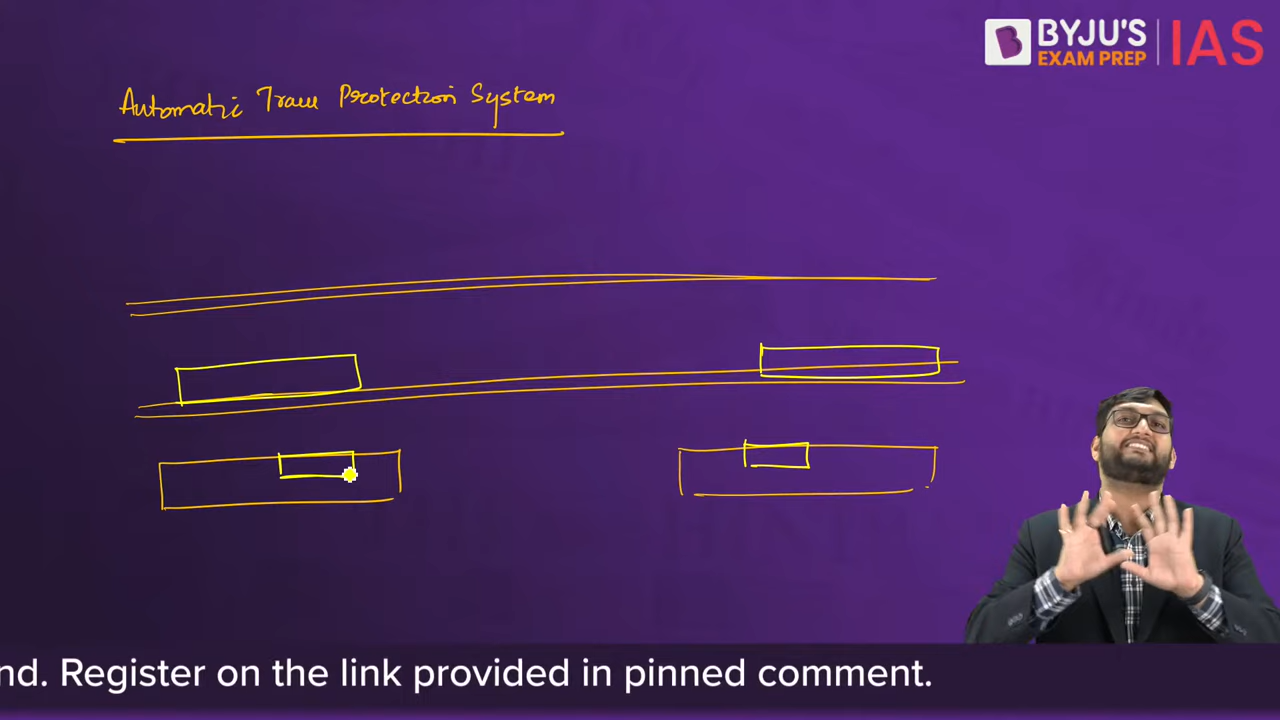 BYJU'S
EXAM PREP
IAS
Automatic Train Protection System
nd. Register on the link provided in pinned comment.